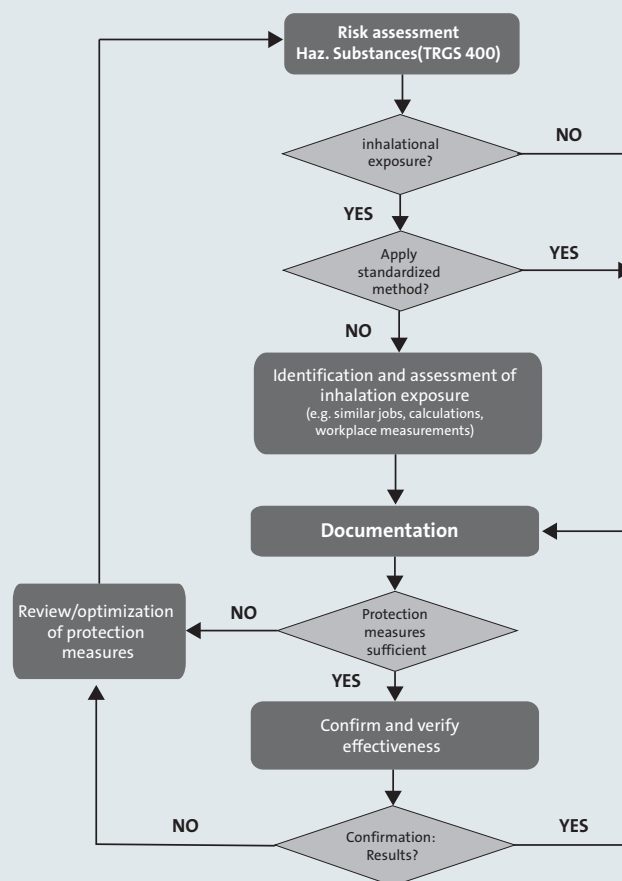 Risk assessment
Haz. Substances(TRGS 400)
inhalational
exposure?
NO
YES
Apply
standardized
method?
YES
NO
Identification and assessment of
inhalation exposure
(e.g. similar jobs, calculations,
workplace measurements)
Documentation
Review/optimization
of protection
measures
NO
Protection
measures
sufficient
YES
Confirm and verify
effectiveness
NO
Confirmation:
Results?
YES